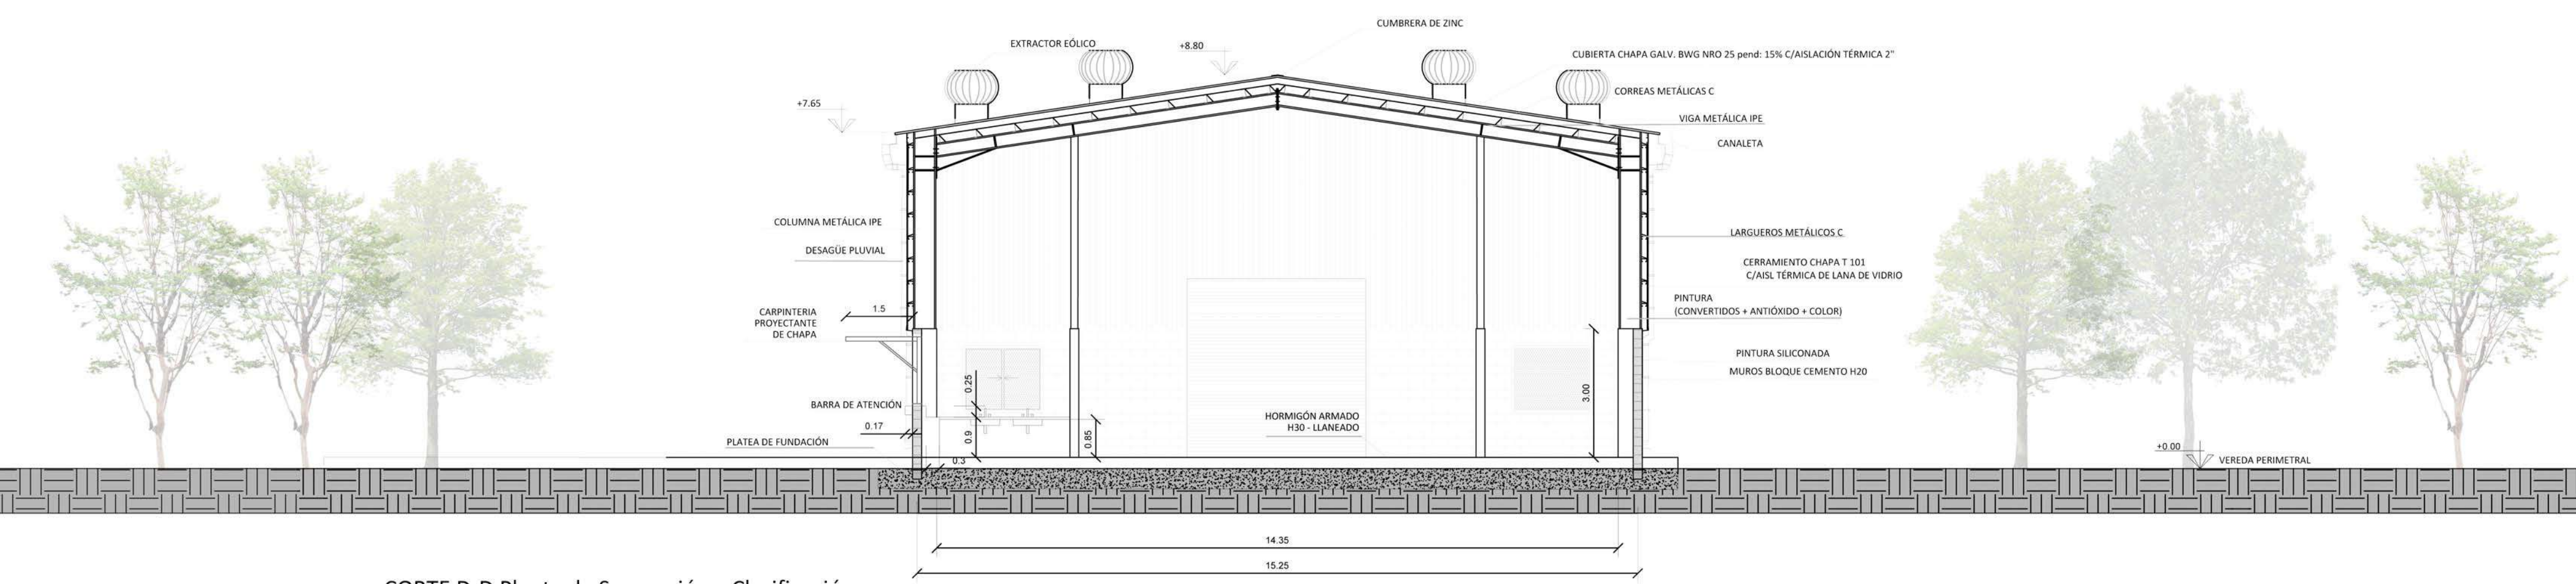 CUMBRERA DE ZINC
EXTRACTOR EÓLICO
+8.80
CUBIERTA CHAPA GALV. BWG NRO 25 pend: 15% C/AISLACIÓN TÉRMICA 2"
CORREAS METÁLICAS C
+7.65
VIGA METÁLICA IPE
CANALETA
COLUMNA METÁLICA IPE
LARGUEROS METÁLICOS C
DESAGÜE PLUVIAL
CERRAMIENTO CHAPA T 101
C/AISL TÉRMICA DE LANA DE VIDRIO
PINTURA
(CONVERTIDOS + ANTIÓXIDO + COLOR)
1.5
CARPINTERIA
PROYECTANTE
DE CHAPA
PINTURA SILICONADA
MUROS BLOQUE CEMENTO H20
0.25
3.00
BARRA DE ATENCIÓN
HORMIGÓN ARMADO
H30 - LLANEADO
0.17
0.9
0.85
PLATEA DE FUNDACIÓN
+0.00
VEREDA PERIMETRAL
0.3
14.35
15.25